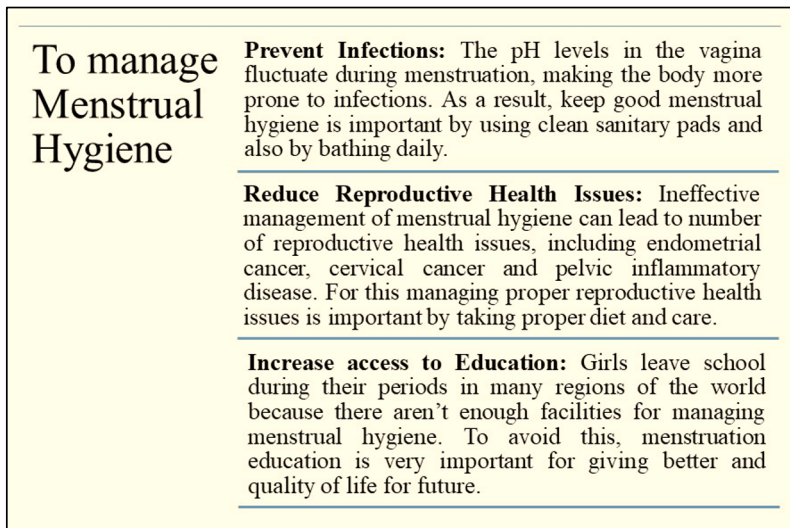 To manage
Menstrual
Hygiene
Prevent Infections: The pH levels in the vagina
fluctuate during menstruation, making the body more
prone to infections. As a result, keep good menstrual
hygiene is important by using clean sanitary pads and
also by bathing daily.
Reduce Reproductive Health Issues: Ineffective
management of menstrual hygiene can lead to number
of reproductive health issues, including endometrial
cancer, cervical cancer and pelvic inflammatory
disease. For this managing proper reproductive health
issues is important by taking proper diet and care.
Increase access to Education: Girls leave school
during their periods in many regions of the world
because there aren’t enough facilities for managing
menstrual hygiene. To avoid this, menstruation
education is very important for giving better and
quality of life for future.